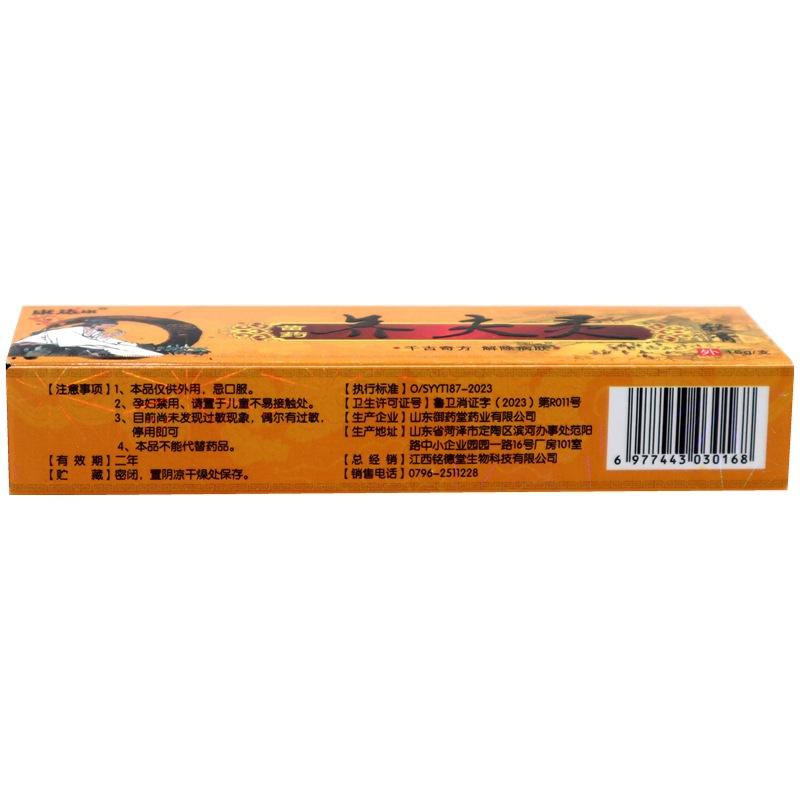 康达康®
苗药
千古奇方 解除病肤
外 15g/支
【注意事项】1、本品仅供外用，忌口服。
2、孕妇禁用、请置于儿童不易接触处。
3、目前尚未发现过敏现象，偶尔有过敏，
停用即可
4、本品不能代替药品。
【有 效 期】二年
【贮 藏】密闭，置阴凉干燥处保存。
【执行标准】O/SYYT187-2023
【卫生许可证号】鲁卫消证字（2023）第R011号
【生产企业】山东御药堂药业有限公司
【生产地址】山东省菏泽市定陶区滨河办事处范阳
路中小企业园园一路16号厂房101室
【总 经 销】江西铭德堂生物科技有限公司
【销售电话】0796-2511228
6 977443 030168